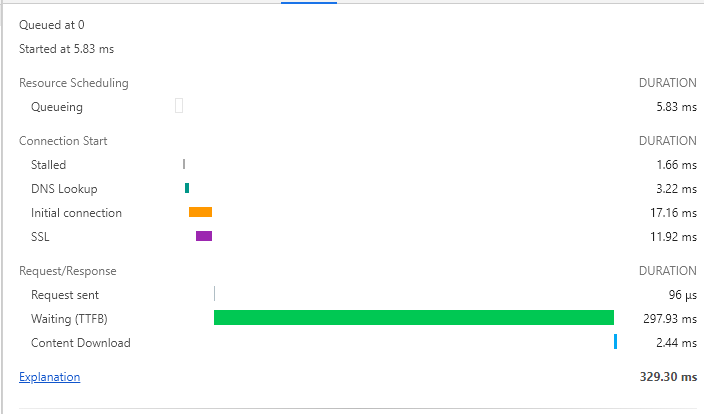 Queued at 0
Started at 5.83 ms
Resource Scheduling DURATION
Queueing 5.83 ms
Connection Start DURATION
Stalled 1.66 ms
DNS Lookup 3.22 ms
Initial connection 17.16 ms
SSL 11.92 ms
Request/Response DURATION
Request sent 96 µs
Waiting (TTFB) 297.93 ms
Content Download 2.44 ms
Explanation 329.30 ms